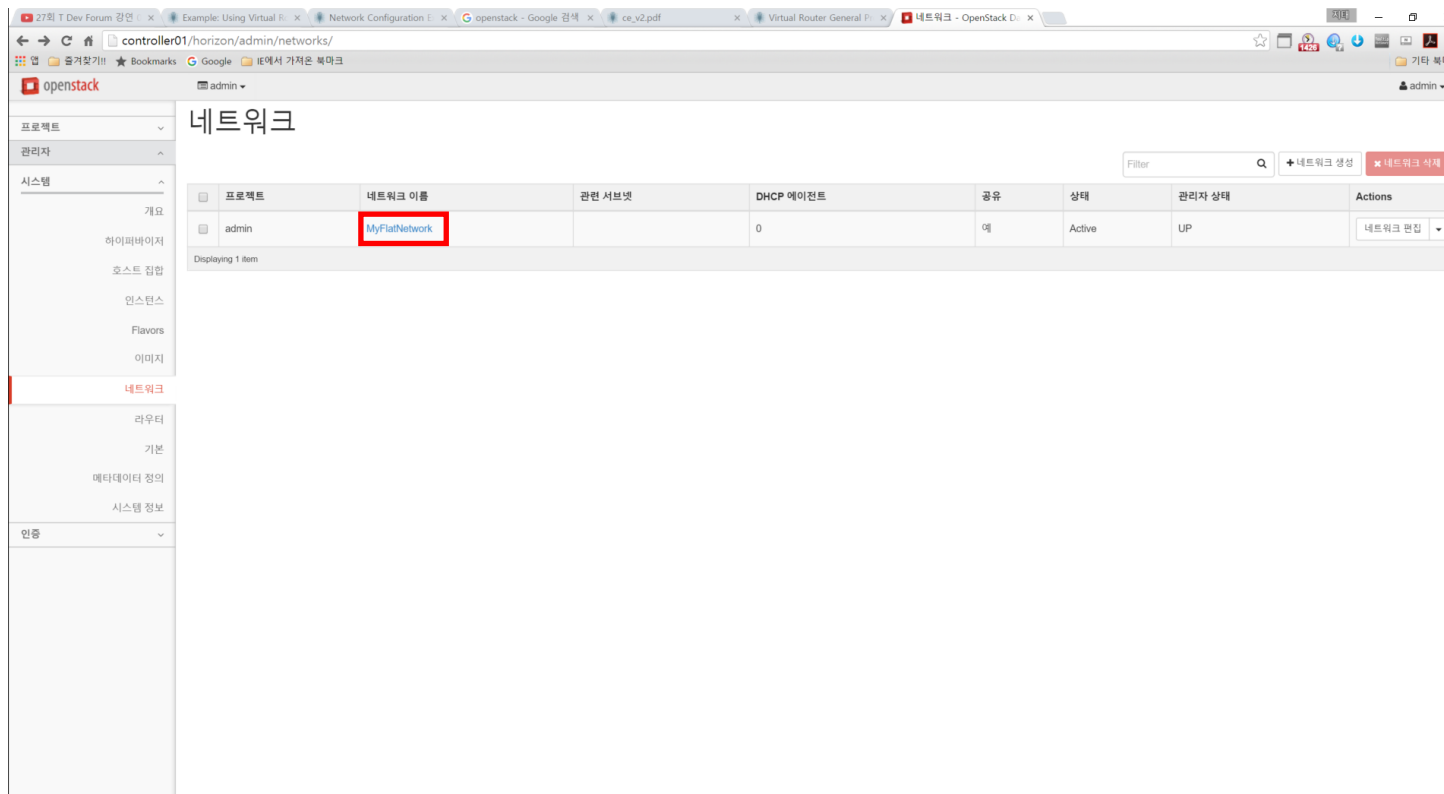 27회 T Dev Forum 강연
Example: Using Virtual R
Network Configuration E
openstack - Google 검색
ce_v2.pdf
Virtual Router General P
네트워크 - OpenStack Da
controller01/horizon/admin/networks/
1426
앱 즐겨찾기!! Bookmarks Google IE에서 가져온 북마크
기타 북
openstack admin admin
네트워크
프로젝트
관리자
시스템
개요
하이퍼바이저
호스트 집합
인스턴스
Flavors
이미지
네트워크
라우터
기본
메타데이터 정의
시스템 정보
인증
Filter +네트워크 생성 네트워크 삭제
프로젝트 네트워크 이름 관련 서브넷 DHCP 에이전트 공유 상태 관리자 상태 Actions
admin MyFlatNetwork 0 예 Active UP 네트워크 편집
Displaying 1 item